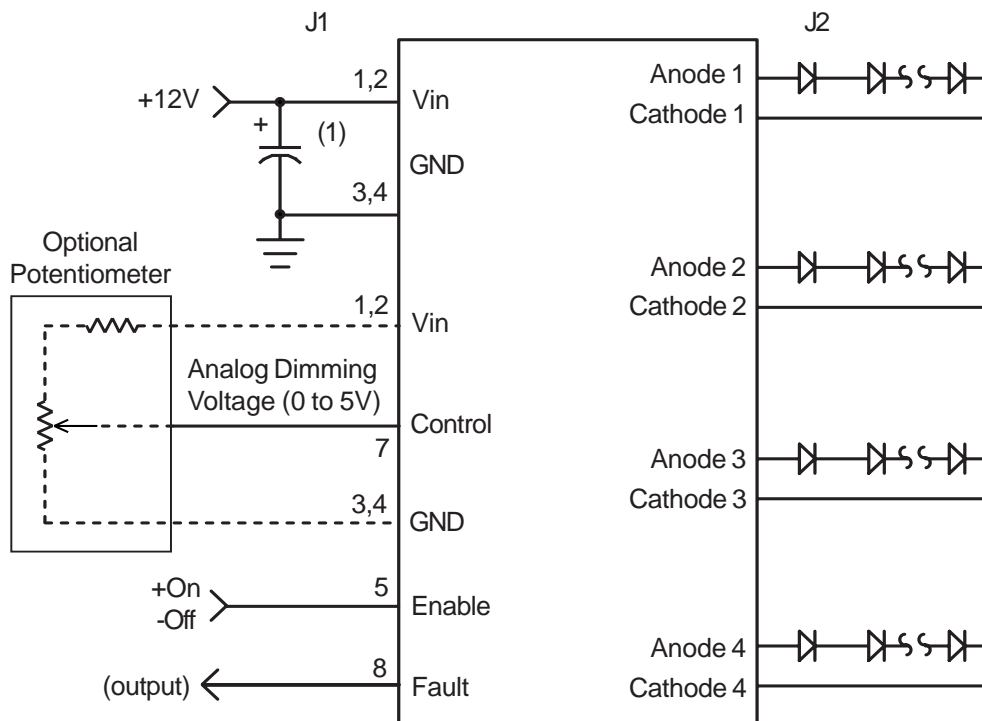 J1
J2
+12V
+
(1)
1,2
Vin
GND
3,4
Optional
Potentiometer
1,2
Vin
Analog Dimming
Voltage (0 to 5V)
Control
7
3,4
GND
+On
-Off
5
Enable
(output)
8
Fault
Anode 1
Cathode 1
Anode 2
Cathode 2
Anode 3
Cathode 3
Anode 4
Cathode 4